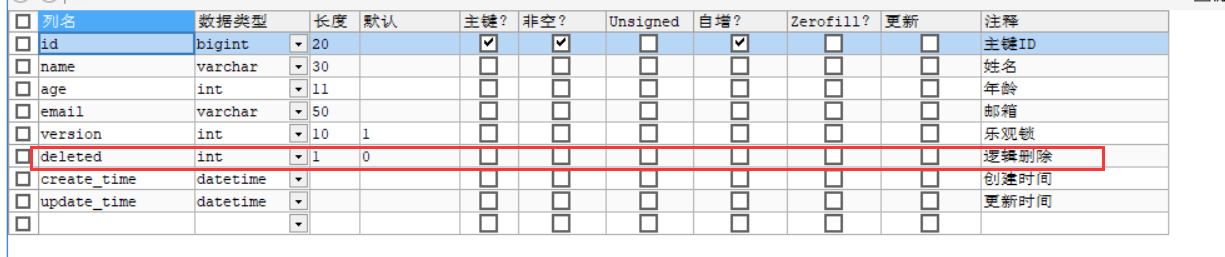 列名 数据类型 长度 默认 主键? 非空? Unsigned 自增? Zerofill? 更新 注释
id bigint 20 主键ID
name varchar 30 姓名
age int 11 年龄
email varchar 50 邮箱
version int 10 1 乐观锁
deleted int 1 0 逻辑删除
create_time datetime 创建时间
update_time datetime 更新时间